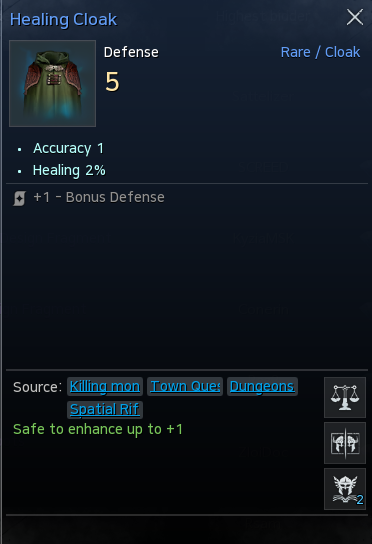 Healing Cloak
Defense
Rare / Cloak
5
• Accuracy 1
• Healing 2%
+1 - Bonus Defense
Source: Killing mon Town Ques Dungeons
Spatial Rif
Safe to enhance up to +1
2